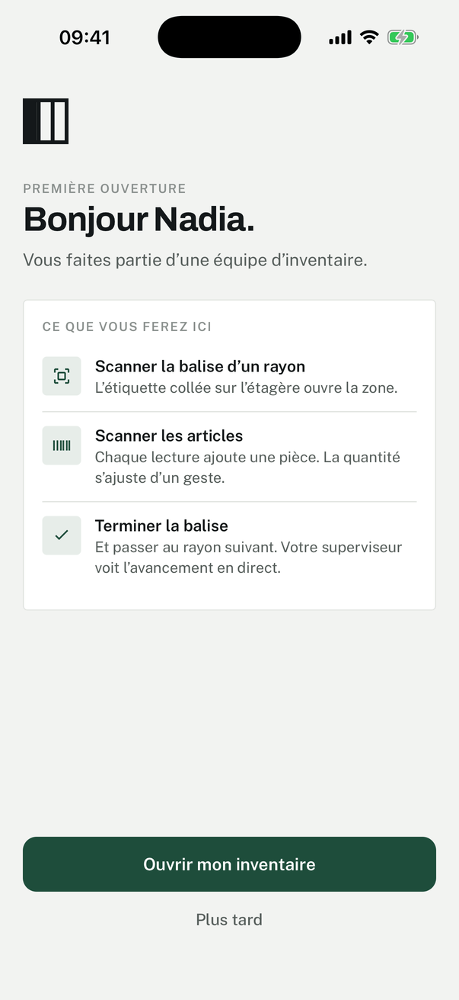 09:41
PREMIÈRE OUVERTURE
Bonjour Nadia.
Vous faites partie d’une équipe d’inventaire.
CE QUE VOUS FEREZ ICI
Scanner la balise d’un rayon
L’étiquette collée sur l’étagère ouvre la zone.
Scanner les articles
Chaque lecture ajoute une pièce. La quantité
s’ajuste d’un geste.
Terminer la balise
Et passer au rayon suivant. Votre superviseur
voit l’avancement en direct.
Ouvrir mon inventaire
Plus tard